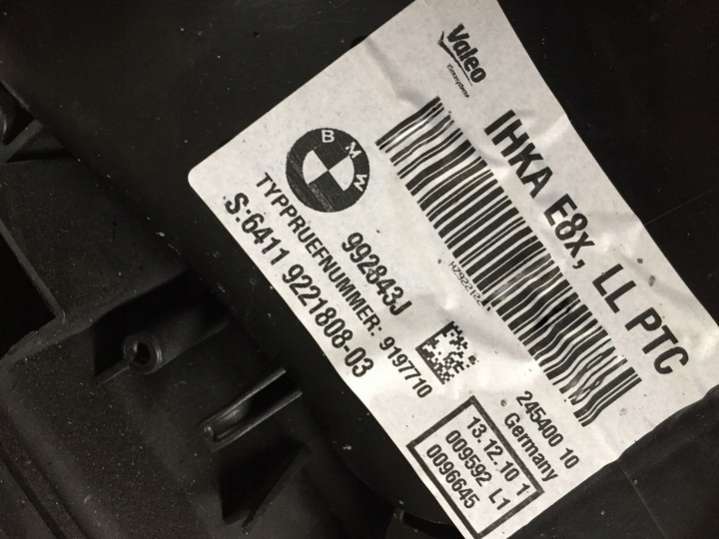 Valeo
IHKA E8x, LL PTC
BMW
992843J
TYPPRUEFNUMMER: 9197710
S:6411 9221808-03
245400 10
Germany
13.12.10 1
009592 L1
0096645